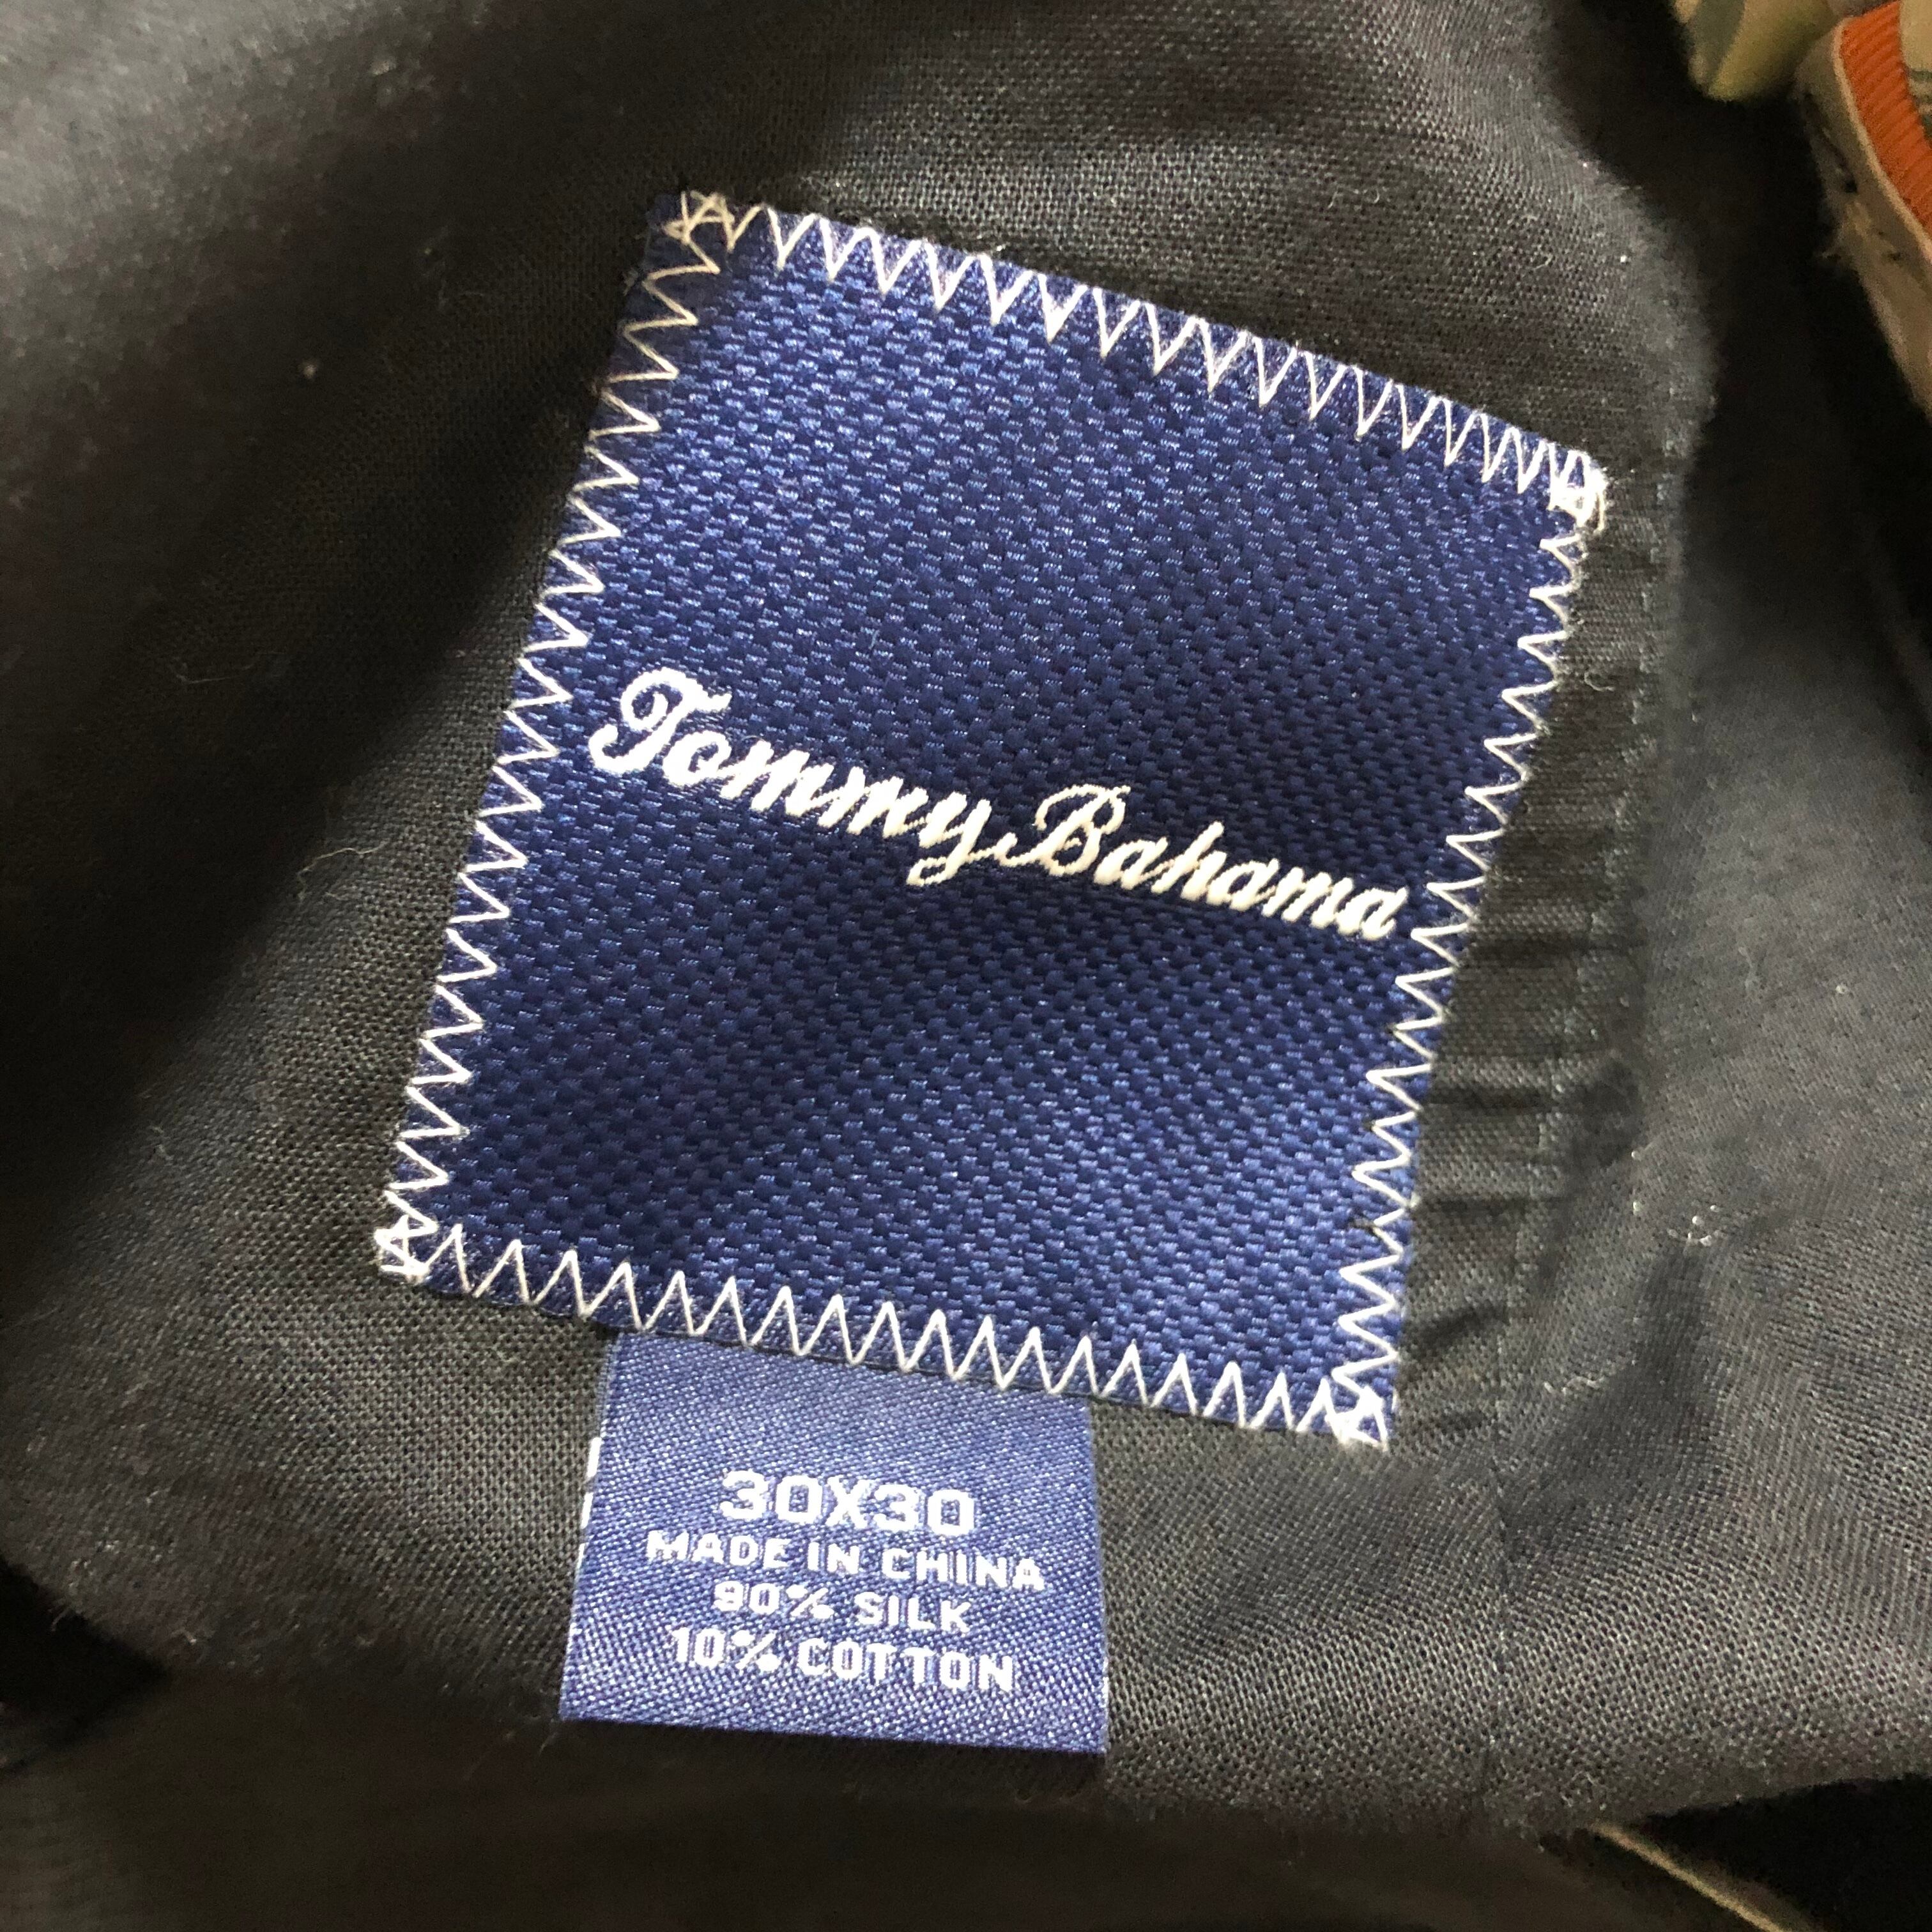 Tommy Bahama
30X30
MADE IN CHINA
90% SILK
10% COTTON